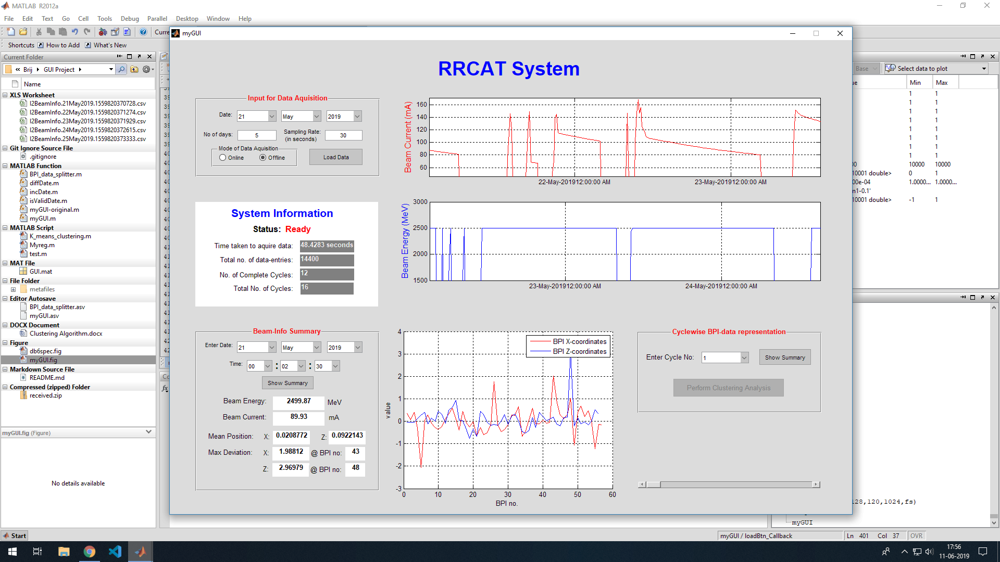 MATLAB R2012a
File Edit Text Go Cell Tools Debug Parallel Desktop Window Help
Shortcuts How to Add What's New
Current Folder
« Brij GUI Project
Name
XLS Worksheet
I2BeamInfo.21May2019.1559820370728.csv
I2BeamInfo.22May2019.1559820371274.csv
I2BeamInfo.23May2019.1559820371929.csv
I2BeamInfo.24May2019.1559820372615.csv
I2BeamInfo.25May2019.1559820373333.csv
Git Ignore Source File
.gitignore
MATLAB Function
BPI_data_splitter.m
diffDate.m
incDate.m
isValidDate.m
myGUI-original.m
myGUI.m
MATLAB Script
K_means_clustering.m
Myreg.m
test.m
MAT File
GUI.mat
File Folder
metafiles
Editor Autosave
BPI_data_splitter.asv
myGUI.asv
DOCX Document
Clustering Algorithm.docx
Figure
db6spec.fig
myGUI.fig
Markdown Source File
README.md
Compressed (zipped) Folder
received.zip
myGUI.fig (Figure)
No details available
Start
myGUI
RRCAT System
Input for Data Aquisition
Date: 21 May 2019
No of days: 5 Sampling Rate: (in seconds) 30
Mode of Data Aquisition
Online Offline
Load Data
System Information
Status: Ready
Time taken to aquire data: 48.4283 seconds
Total no. of data-entries: 14400
No. of Complete Cycles: 12
Total No. of Cycles: 16
Beam-Info Summary
Enter Date: 21 May 2019
Time: 00 : 02 : 30
Show Summary
Beam Energy: 2499.87 MeV
Beam Current: 89.93 mA
Mean Position: X: 0.0208772 Z: 0.0922143
Max Deviation: X: 1.98812 @ BPI no: 43
Z: 2.96979 @ BPI no: 48
Beam Current (mA)
160
140
120
100
80
60
22-May-201912:00:00 AM 23-May-201912:00:00 AM
Beam Energy (MeV)
3000
2500
2000
1500
23-May-201912:00:00 AM 24-May-201912:00:00 AM
BPI X-coordinates
BPI Z-coordinates
value
4
3
2
1
0
-1
-2
-3
0 10 20 30 40 50 60
BPI no.
Cyclewise BPI-data representation
Enter Cycle No: 1 Show Summary
Perform Clustering Analysis
Base Select data to plot
Min Max
1 1
1 1
1 1
1 1
1 1
1 1
1 1
1 1
10000 10000
10001 double> 0 1
00e-04 1.0000... 1.0000...
n1-0.1'
10001 double> -1 1
128,120,1024,fs)
myGUI
myGUI / loadBtn_Callback Ln 401 Col 37 OVR
17:56
11-06-2019